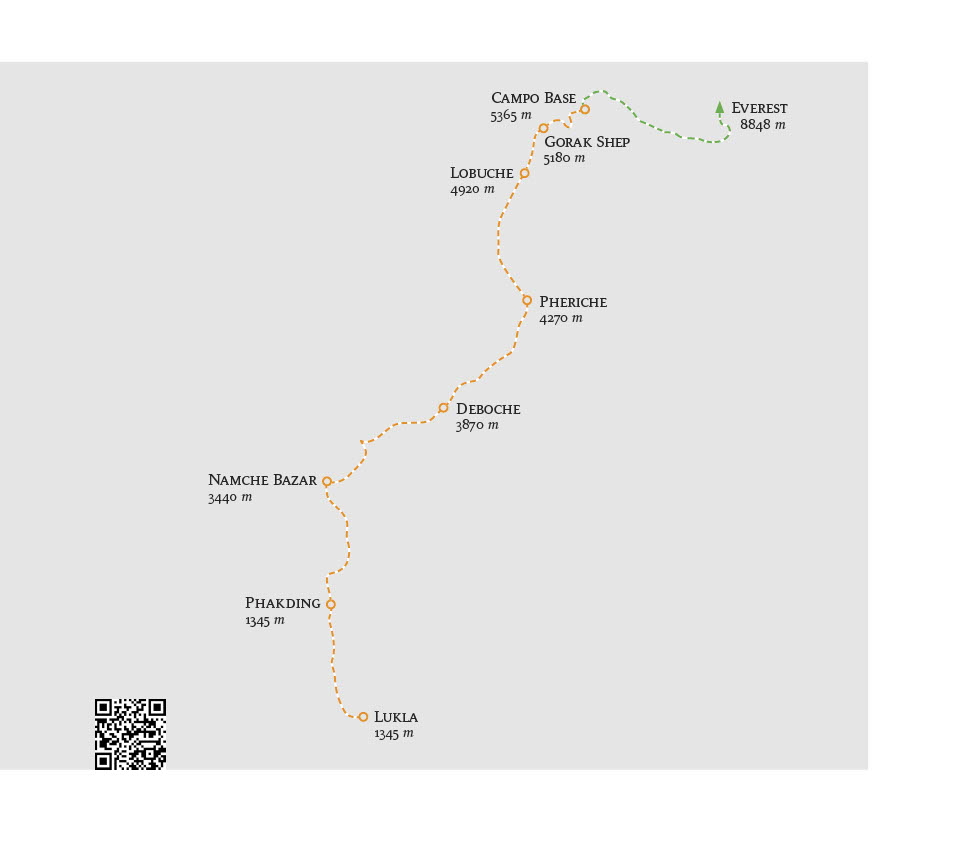 Campo Base
5365 m
Everest
8848 m
Gorak Shep
5180 m
Lobuche
4920 m
Pheriche
4270 m
Deboche
3870 m
Namche Bazar
3440 m
Phakding
1345 m
Lukla
1345 m